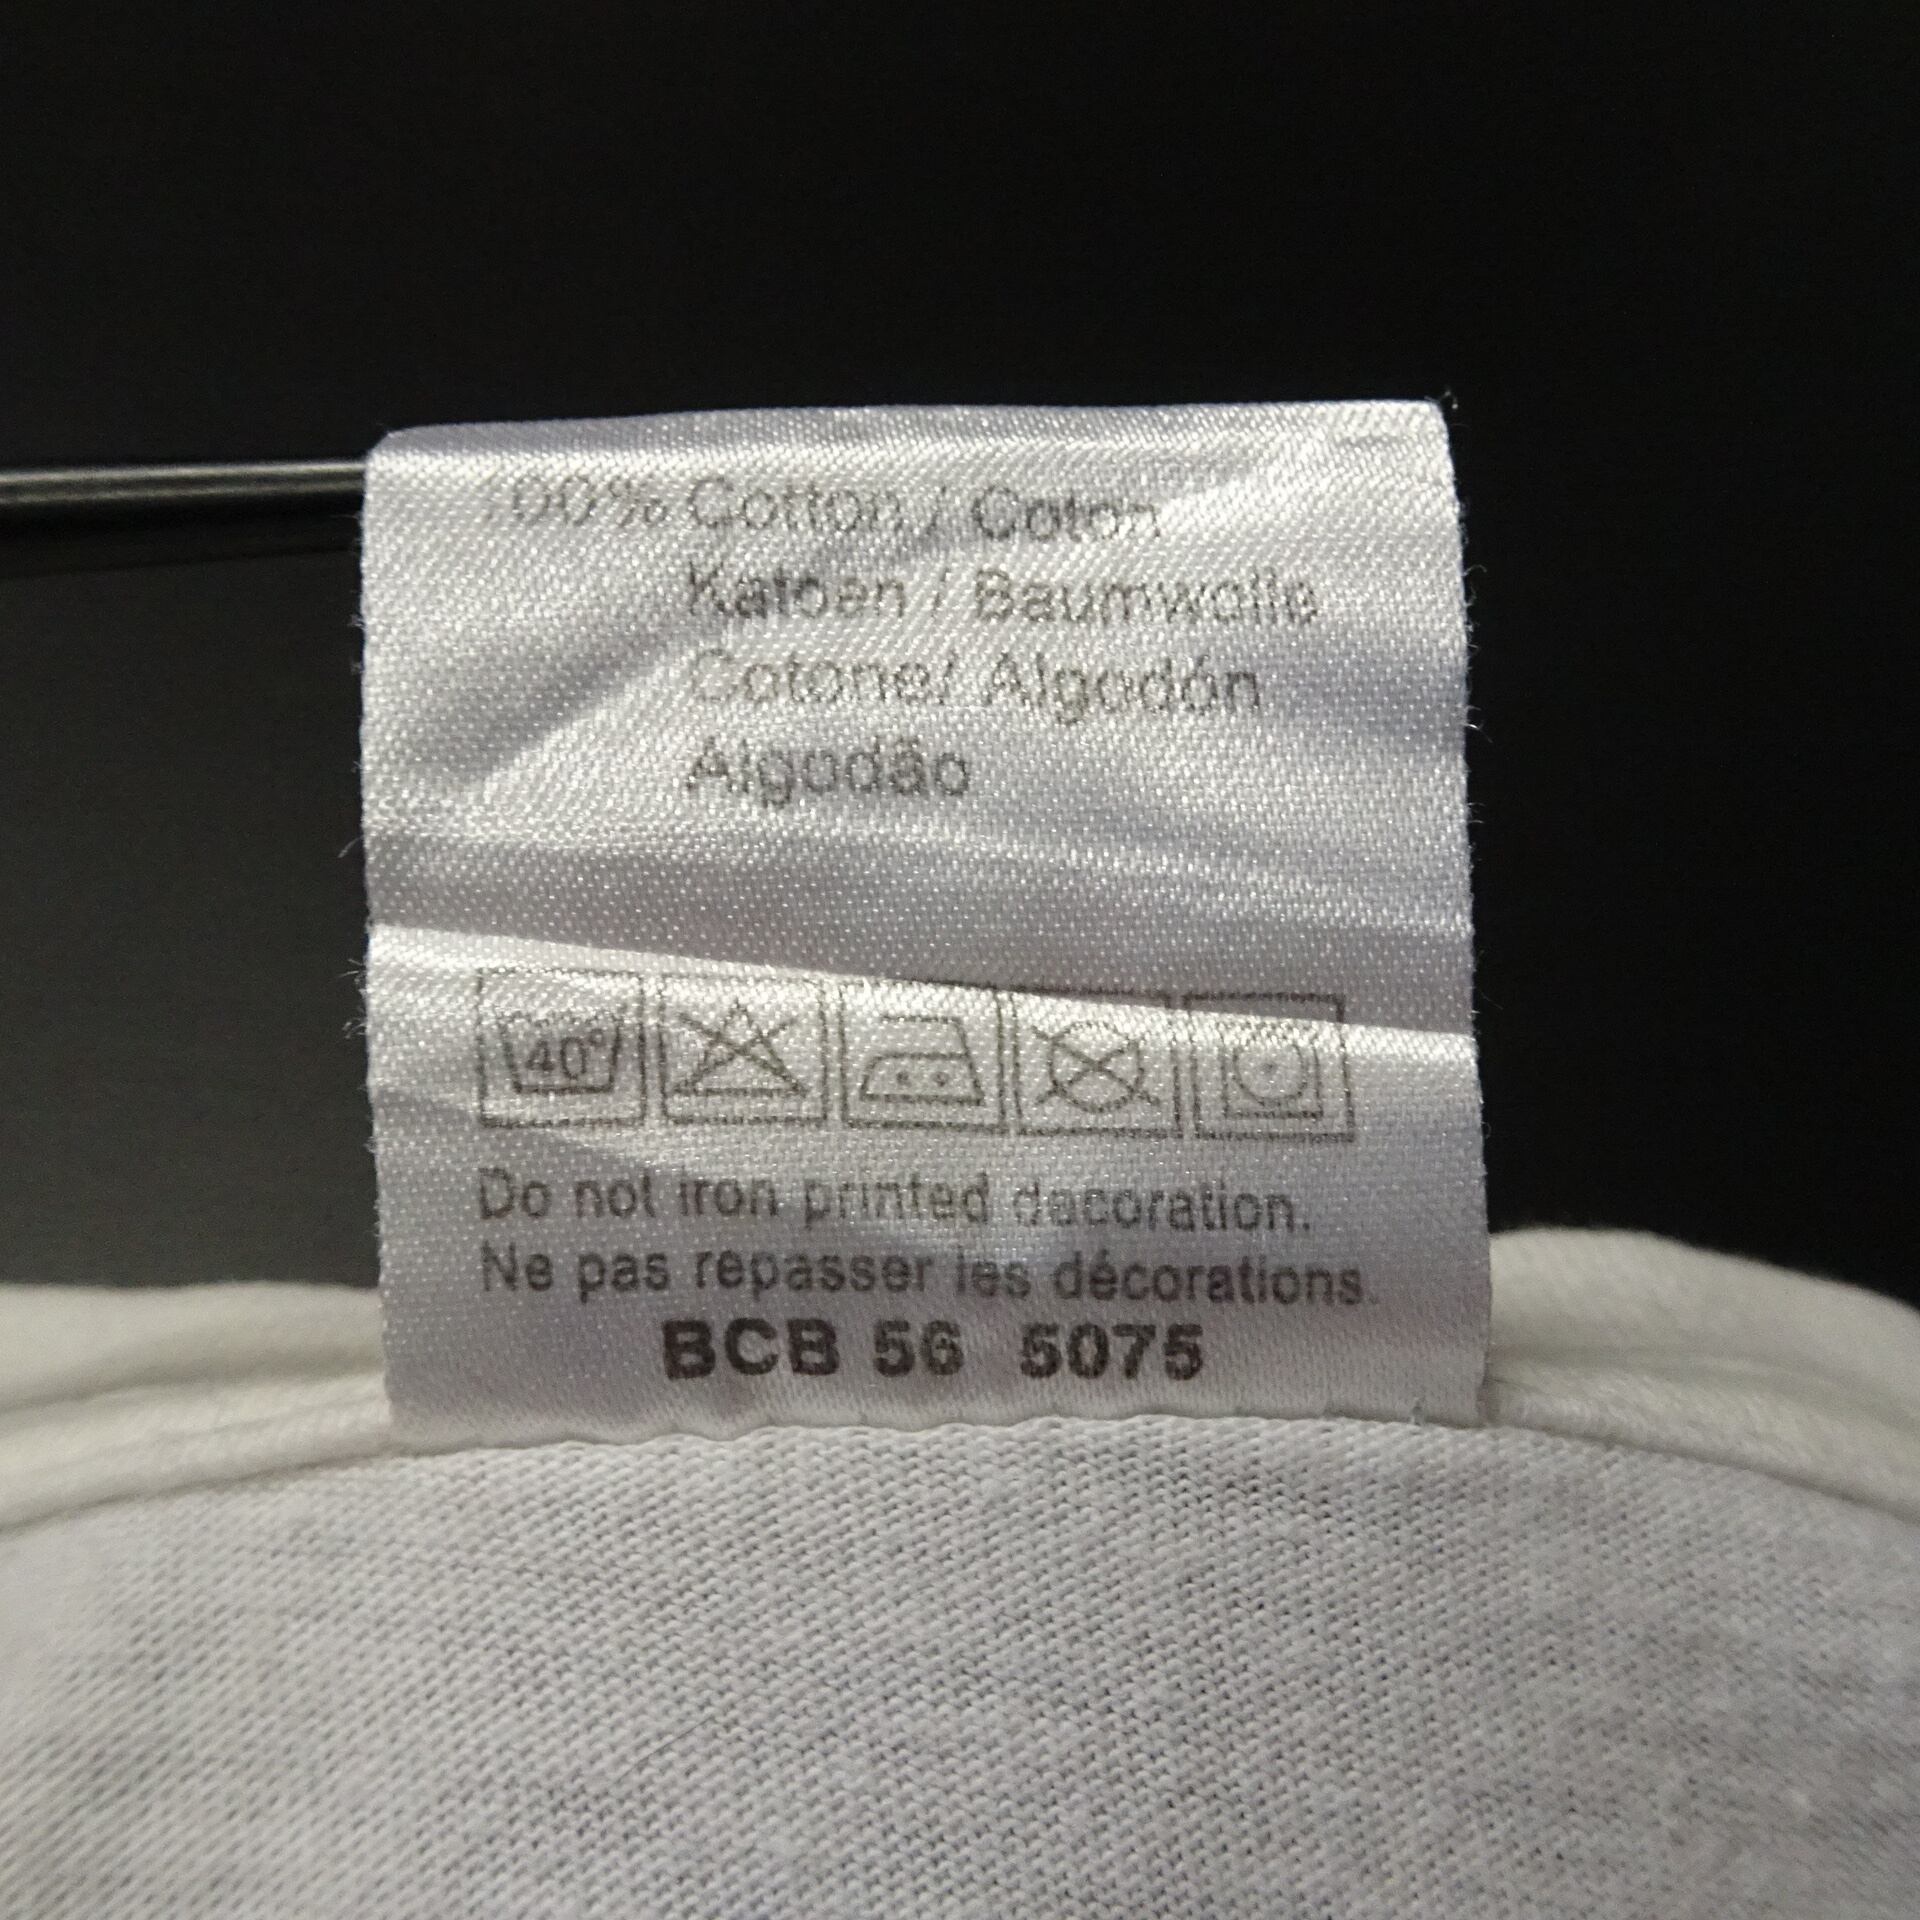 100% Cotton / Coton
Katoen / Baumwolle
Cotone/ Algodón
Algodão
40°
Do not iron printed decoration.
Ne pas repasser les décorations.
BCB 56 5075